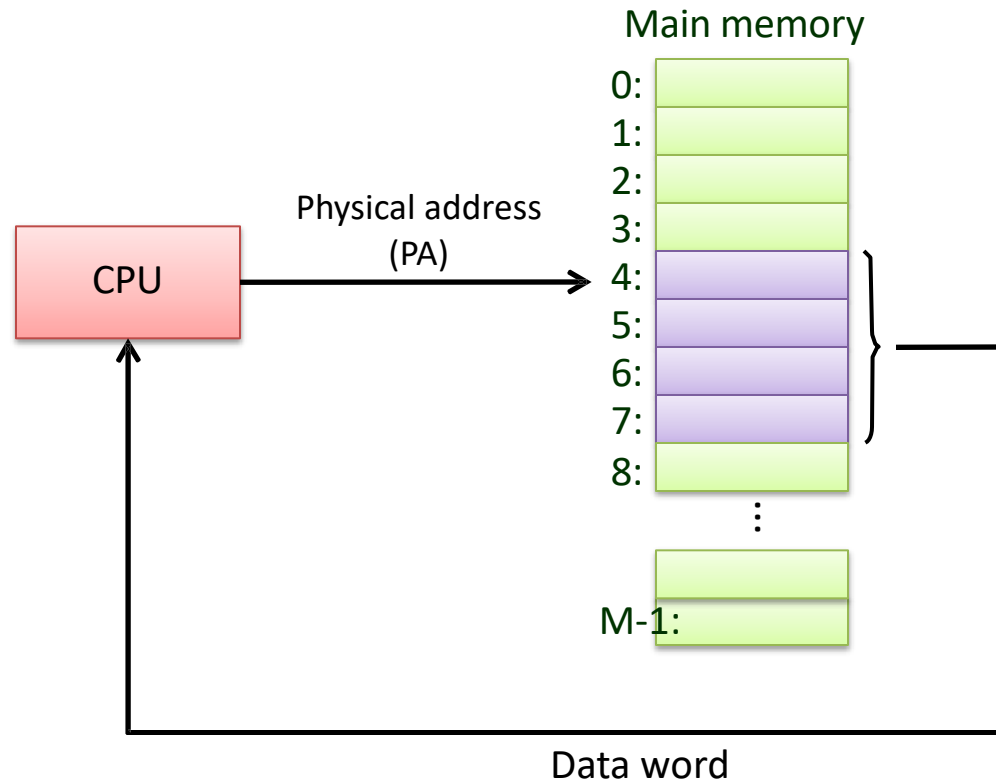 Main memory
0:
1:
2:
Physical address
3:
(PA)
CPU
4:
5:
6:
7:
8:
...
M-1:
Data word